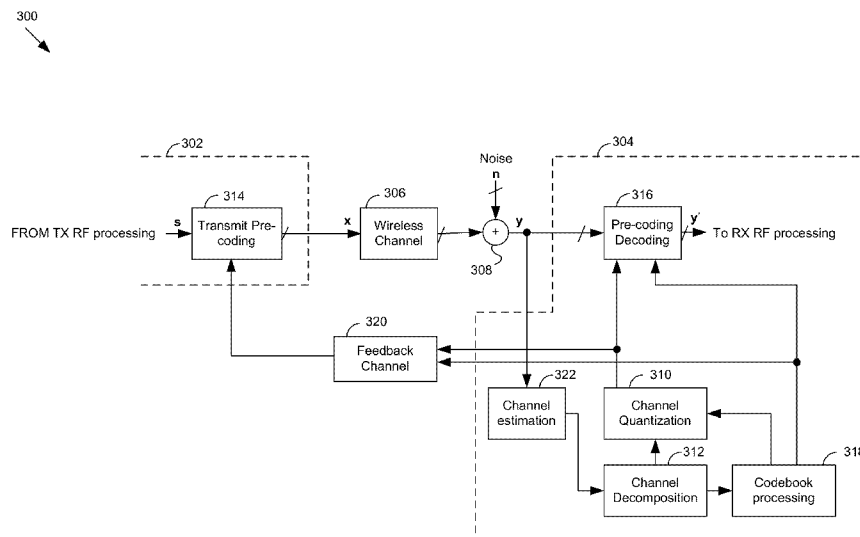 300
302
304
Noise
n
314
306
316
s
Transmit Pre-
coding
x
Wireless
Channel
+
y
Pre-coding
Decoding
y'
FROM TX RF processing
To RX RF processing
308
320
Feedback
Channel
322
310
Channel
estimation
Channel
Quantization
312
318
Channel
Decomposition
Codebook
processing